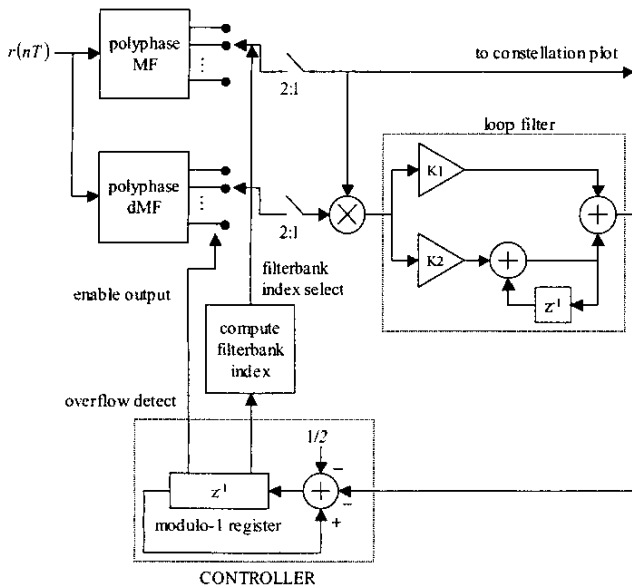 r(nT)
polyphase
MF
⋮
2:1
to constellation plot
loop filter
polyphase
dMF
⋮
2:1
K1
K2
z⁻¹
enable output
filterbank
index select
compute
filterbank
index
overflow detect
1/2
z⁻¹
modulo-1 register
CONTROLLER